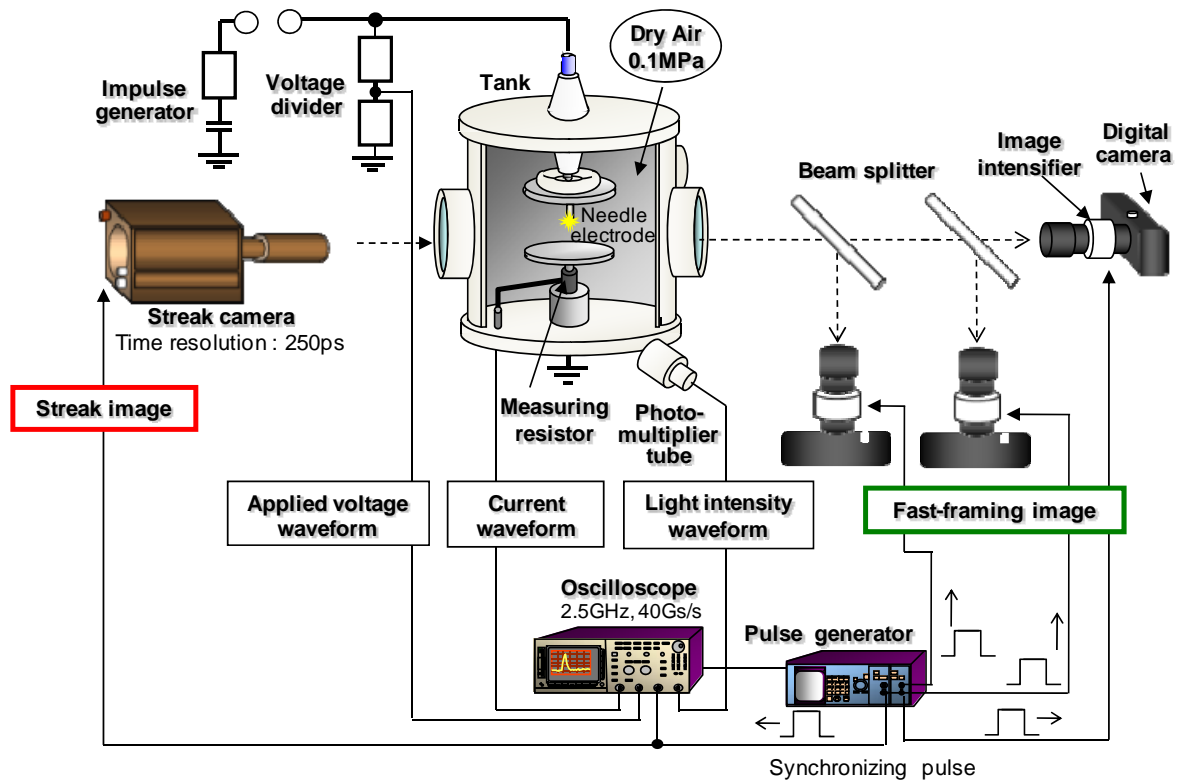 Dry Air
0.1MPa
Impulse
generator
Voltage
divider
Tank
Needle
electrode
Beam splitter
Image
intensifier
Digital
camera
Streak camera
Time resolution : 250ps
Streak image
Measuring
resistor
Photo-
multiplier
tube
Applied voltage
waveform
Current
waveform
Light intensity
waveform
Fast-framing image
Oscilloscope
2.5GHz, 40Gs/s
Pulse generator
Synchronizing pulse